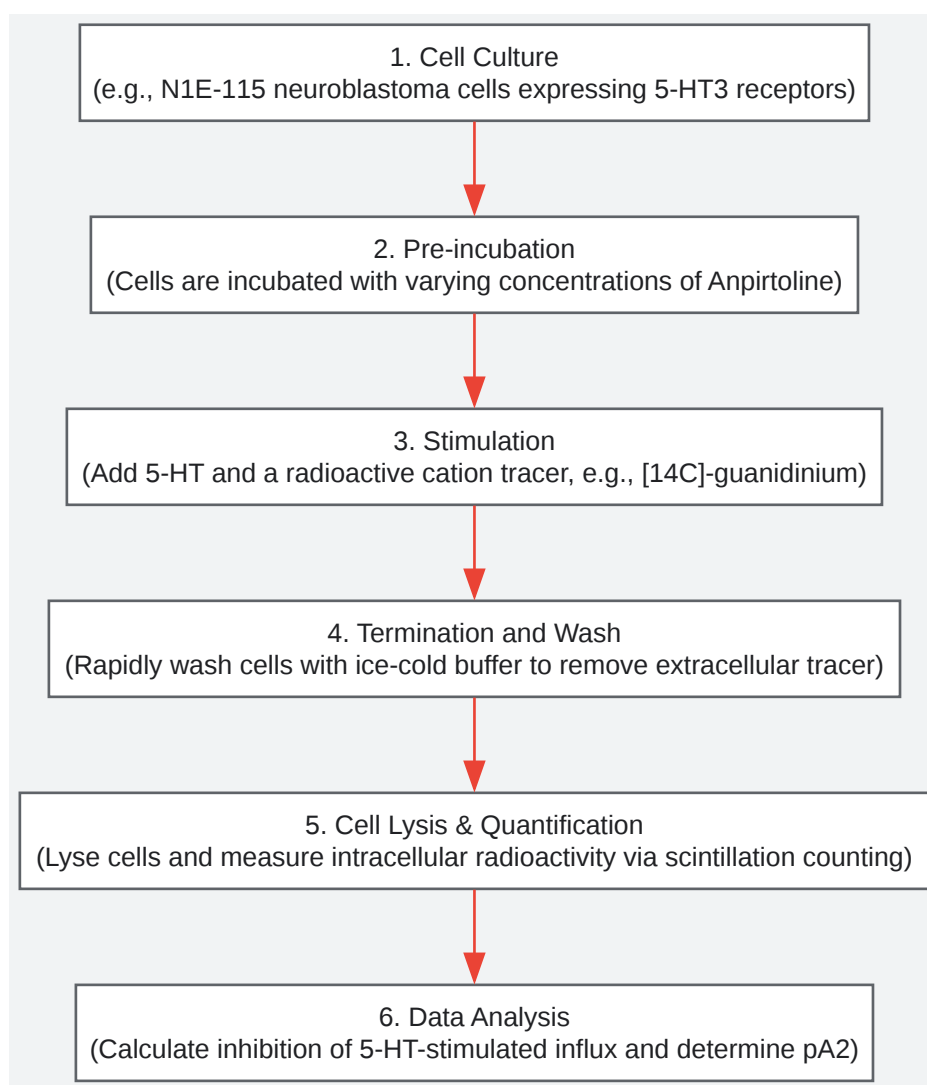 1. Cell Culture
(e.g., N1E-115 neuroblastoma cells expressing 5-HT3 receptors)
2. Pre-incubation
(Cells are incubated with varying concentrations of Anpirtoline)
3. Stimulation
(Add 5-HT and a radioactive cation tracer, e.g., [14C]-guanidinium)
4. Termination and Wash
(Rapidly wash cells with ice-cold buffer to remove extracellular tracer)
5. Cell Lysis & Quantification
(Lyse cells and measure intracellular radioactivity via scintillation counting)
6. Data Analysis
(Calculate inhibition of 5-HT-stimulated influx and determine pA2)